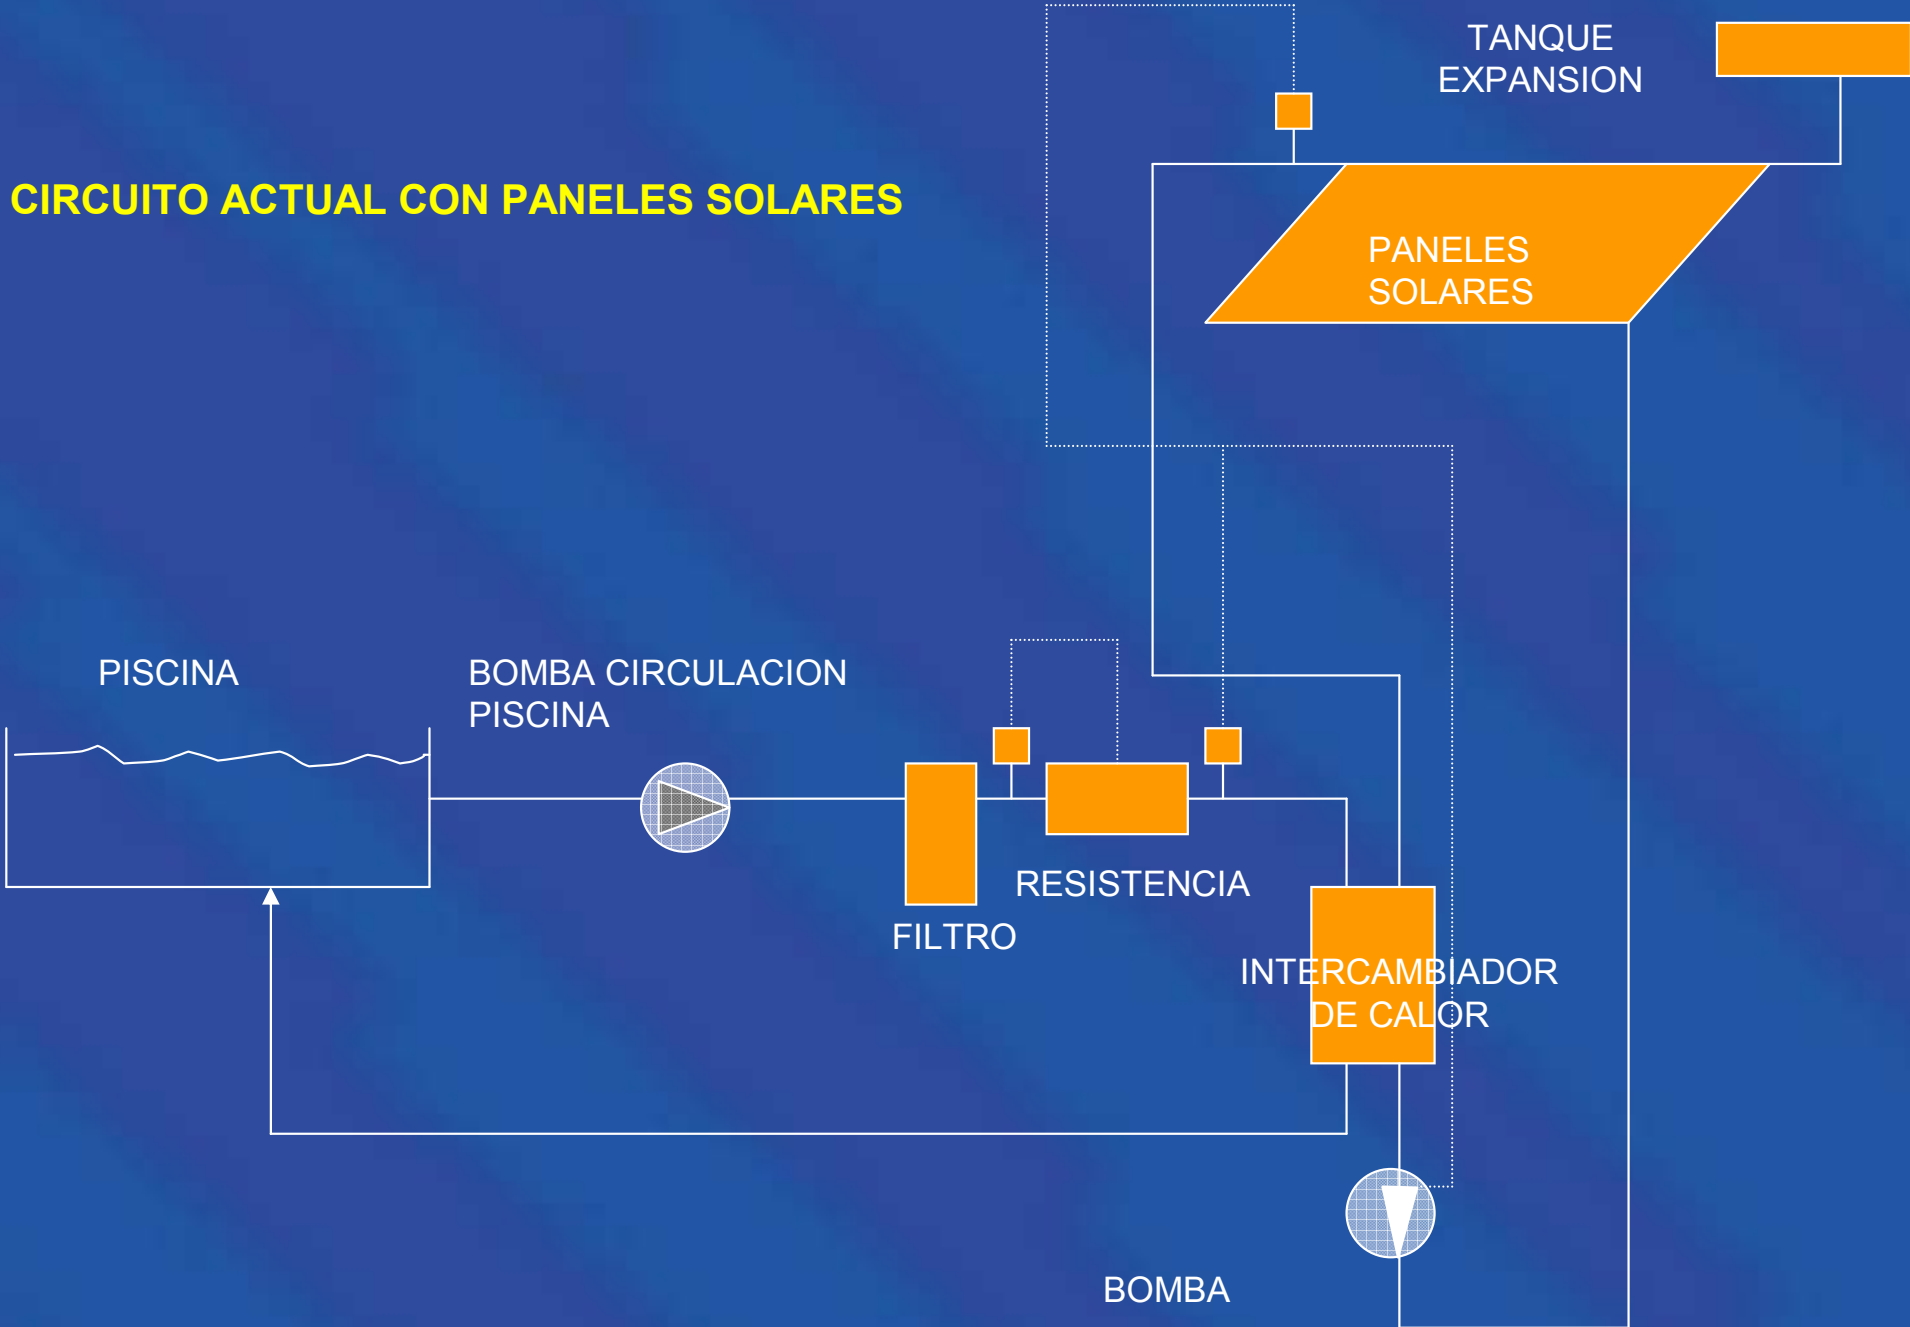 TANQUE
EXPANSION
CIRCUITO ACTUAL CON PANELES SOLARES
PANELES
SOLARES
PISCINA
BOMBA CIRCULACION
PISCINA
RESISTENCIA
FILTRO
INTERCAMBIADOR
DE CALOR
BOMBA